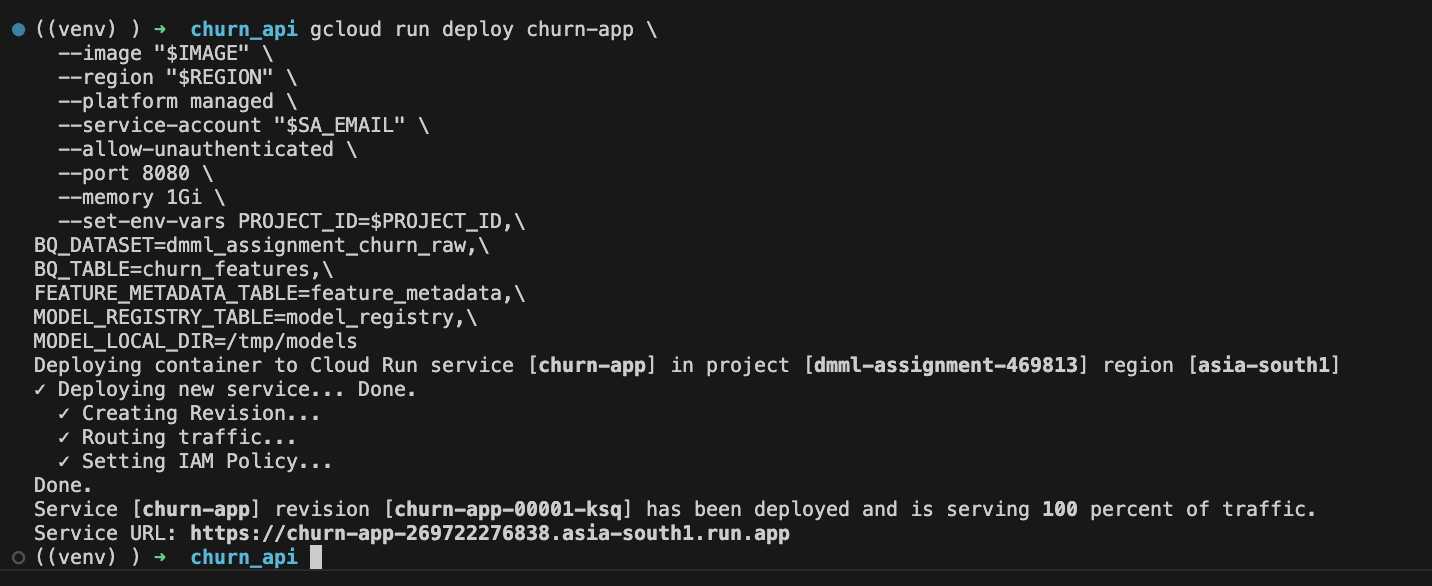 ((venv) ) ➜  churn_api gcloud run deploy churn-app \
  --image "$IMAGE" \
  --region "$REGION" \
  --platform managed \
  --service-account "$SA_EMAIL" \
  --allow-unauthenticated \
  --port 8080 \
  --memory 1Gi \
  --set-env-vars PROJECT_ID=$PROJECT_ID,\
BQ_DATASET=dmml_assignment_churn_raw,\
BQ_TABLE=churn_features,\
FEATURE_METADATA_TABLE=feature_metadata,\
MODEL_REGISTRY_TABLE=model_registry,\
MODEL_LOCAL_DIR=/tmp/models
Deploying container to Cloud Run service [churn-app] in project [dmml-assignment-469813] region [asia-south1]
✓ Deploying new service... Done.
  ✓ Creating Revision...
  ✓ Routing traffic...
  ✓ Setting IAM Policy...
Done.
Service [churn-app] revision [churn-app-00001-ksq] has been deployed and is serving 100 percent of traffic.
Service URL: https://churn-app-269722276838.asia-south1.run.app
((venv) ) ➜  churn_api